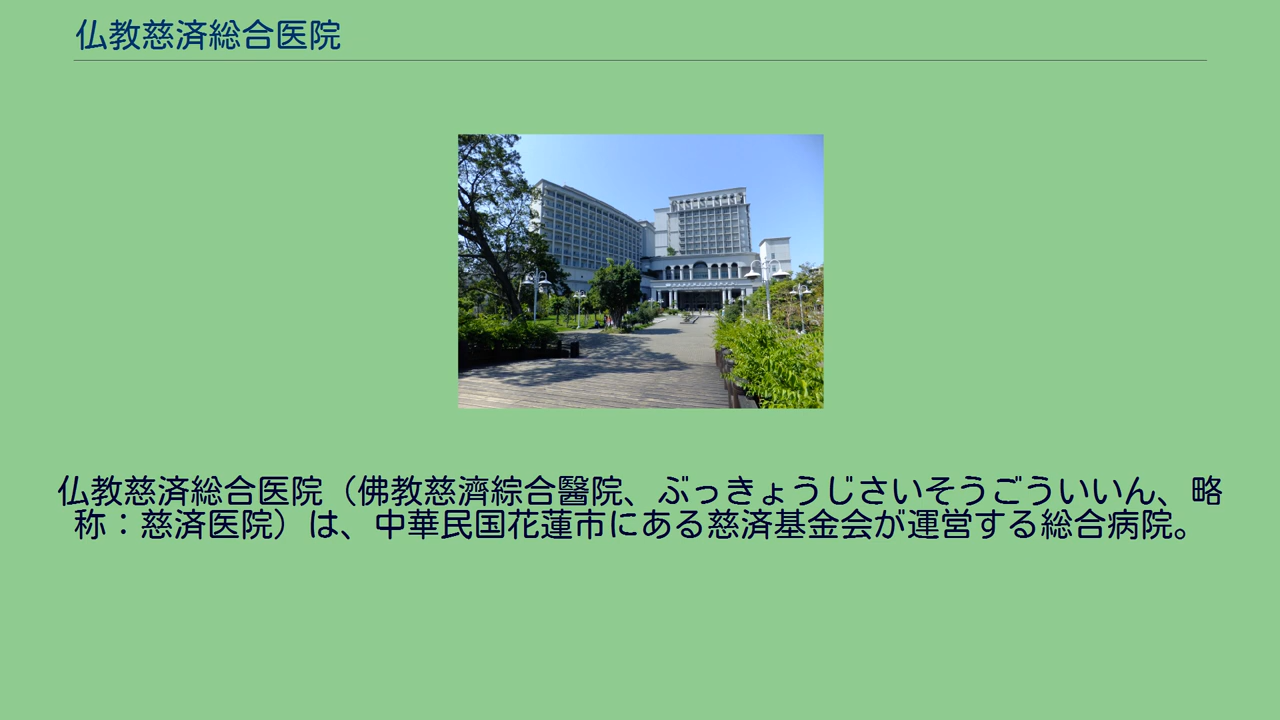 仏教慈済総合医院
仏教慈済総合医院（佛教慈濟綜合醫院、ぶっきょうじさいそうごういいん、略
称：慈済医院）は、中華民国花蓮市にある慈済基金会が運営する総合病院。